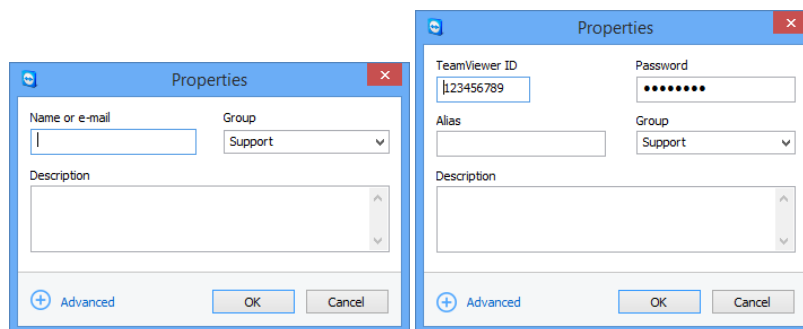 Properties
Name or e-mail Group
Support
Description
Advanced OK Cancel
Properties
TeamViewer ID Password
123456789 ••••••••
Alias Group
Support
Description
Advanced OK Cancel